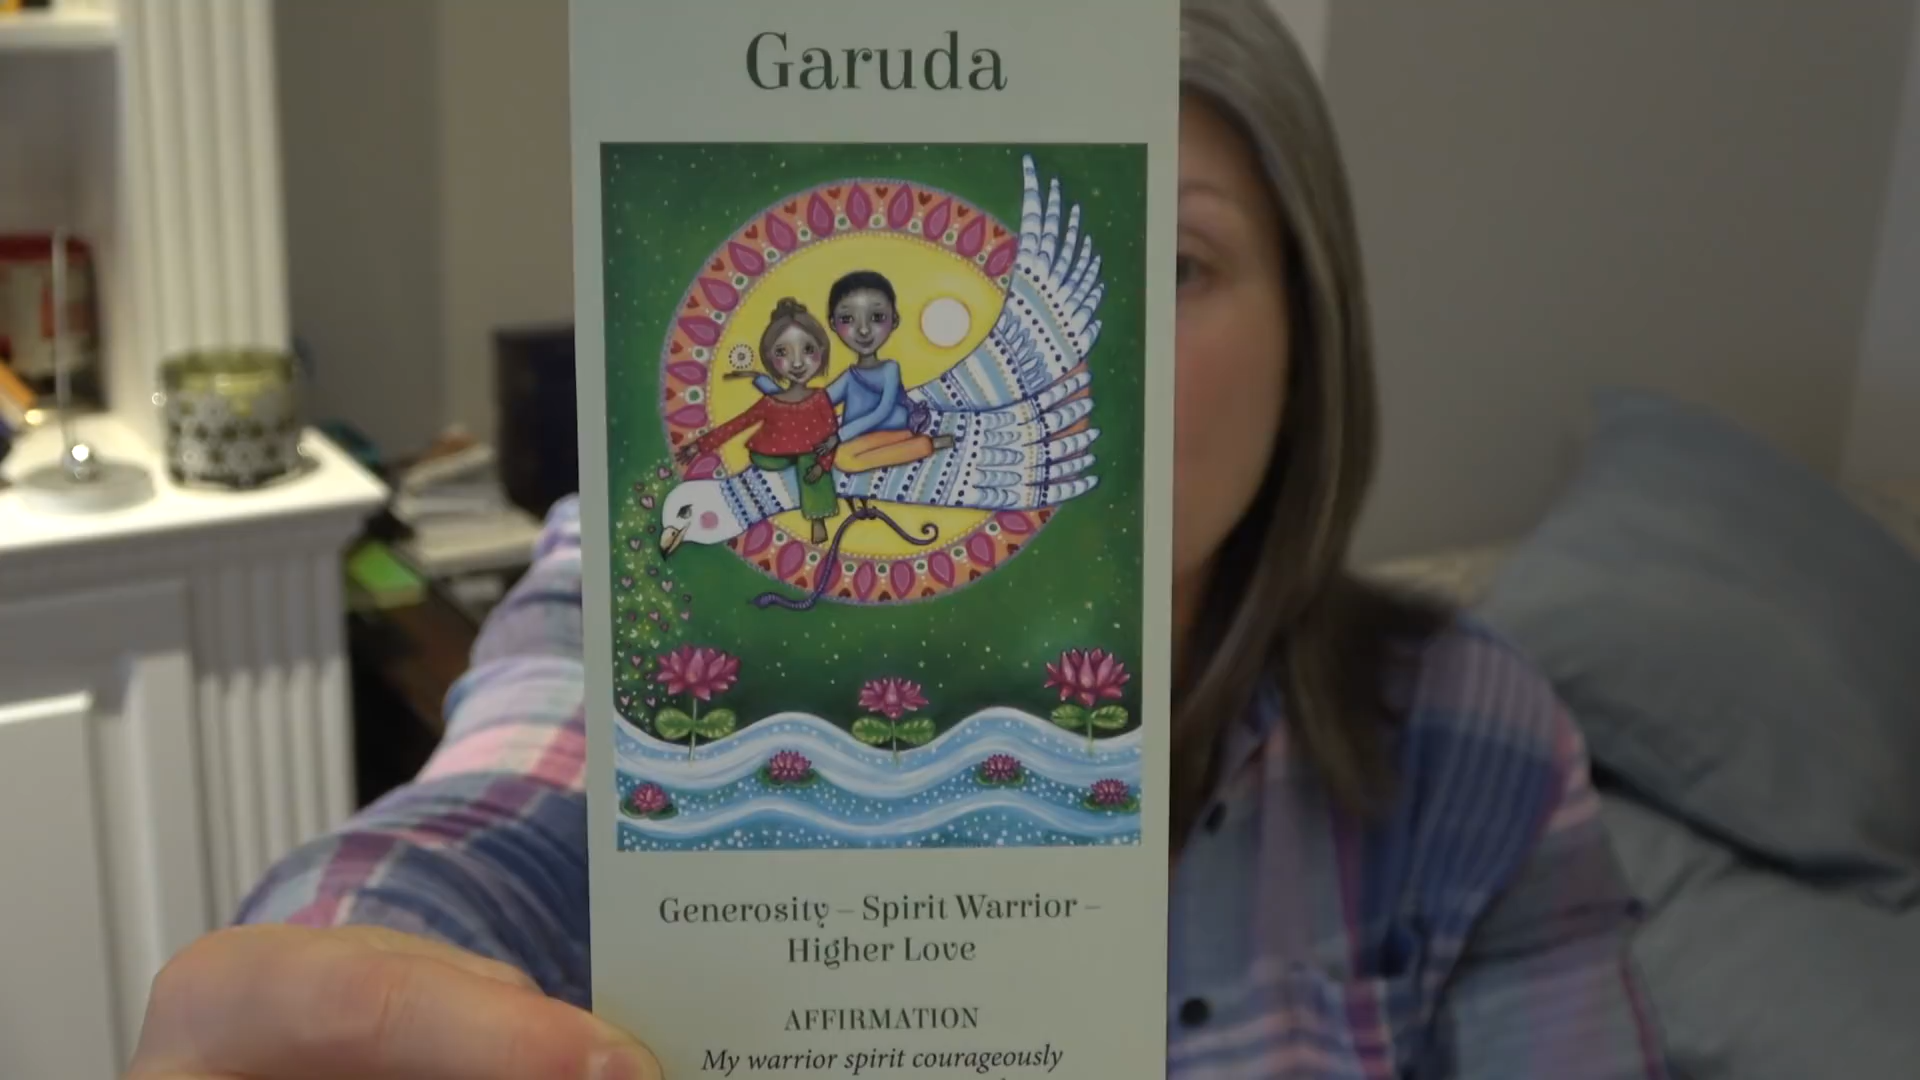 Garuda
Generosity – Spirit Warrior –
Higher Love
AFFIRMATION
My warrior spirit courageously